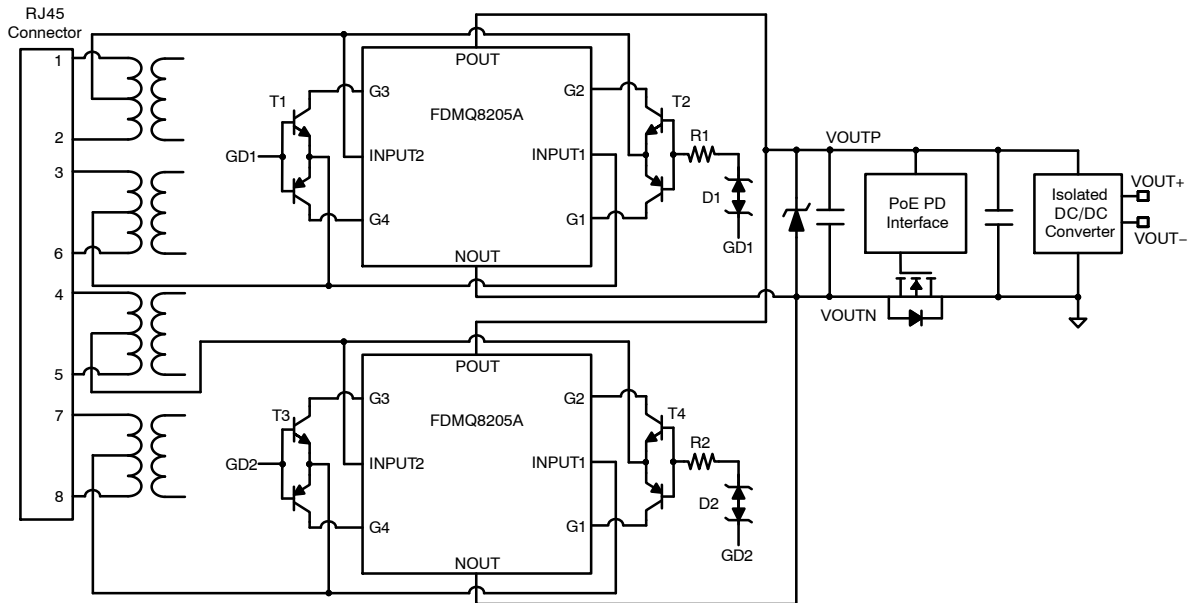 RJ45
Connector
1
2
3
6
4
5
7
8
POUT
G3
G2
FDMQ8205A
T1
T2
R1
GD1
INPUT2
INPUT1
D1
G4
G1
GD1
NOUT
VOUTP
PoE PD
Interface
Isolated
DC/DC
Converter
VOUT+
VOUT−
VOUTN
POUT
G3
G2
FDMQ8205A
T3
T4
R2
GD2
INPUT2
INPUT1
D2
G4
G1
GD2
NOUT